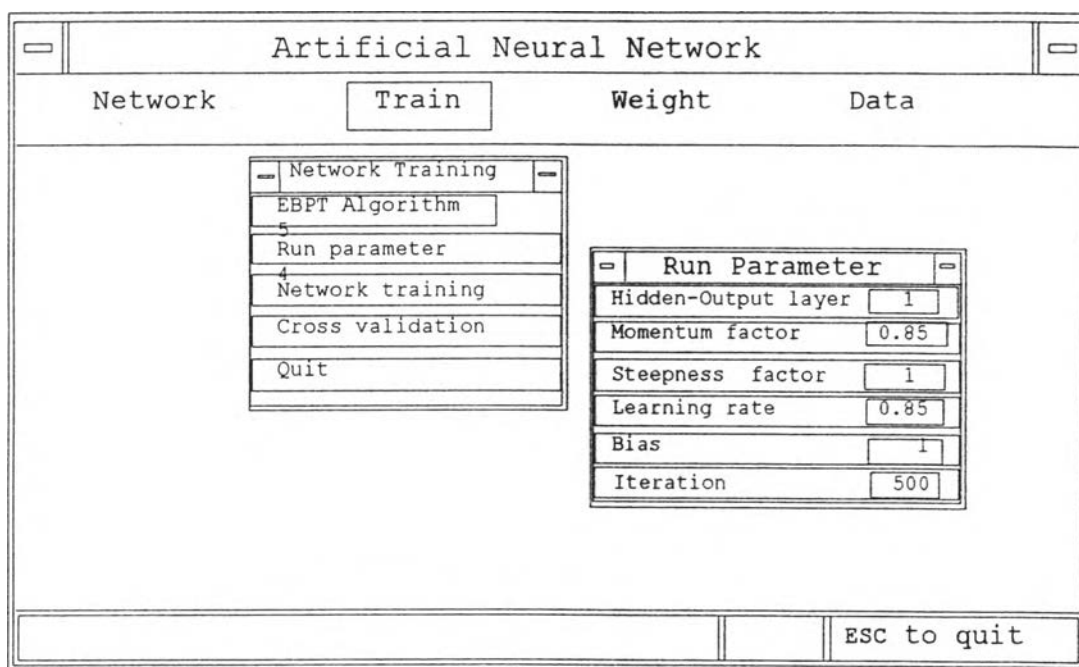 Artificial Neural Network
Network Train Weight Data
Network Training
EBPT Algorithm
5
Run parameter
4
Network training
Cross validation
Quit
Run Parameter
Hidden-Output layer 1
Momentum factor 0.85
Steepness factor 1
Learning rate 0.85
Bias 1
Iteration 500
ESC to quit